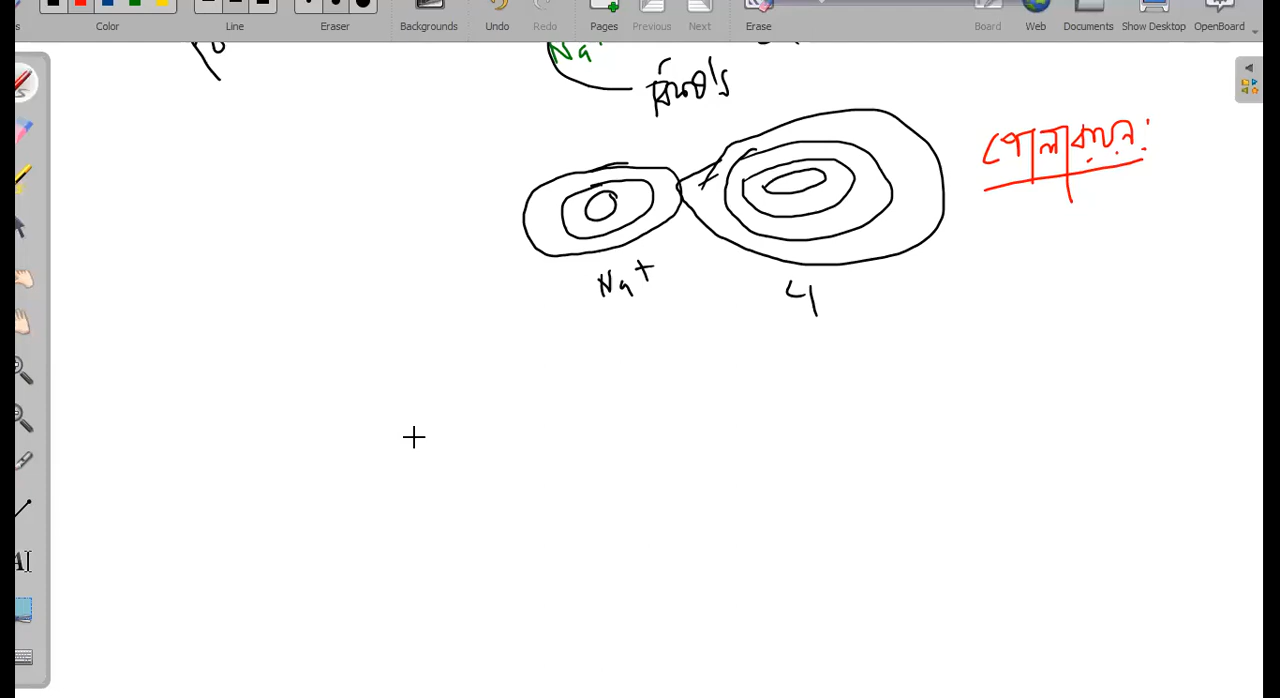 Color Line Eraser Backgrounds Undo Redo Pages Previous Next Erase Board Web Documents Show Desktop OpenBoard
Na+
পোলারায়ন:
Na+
Cl